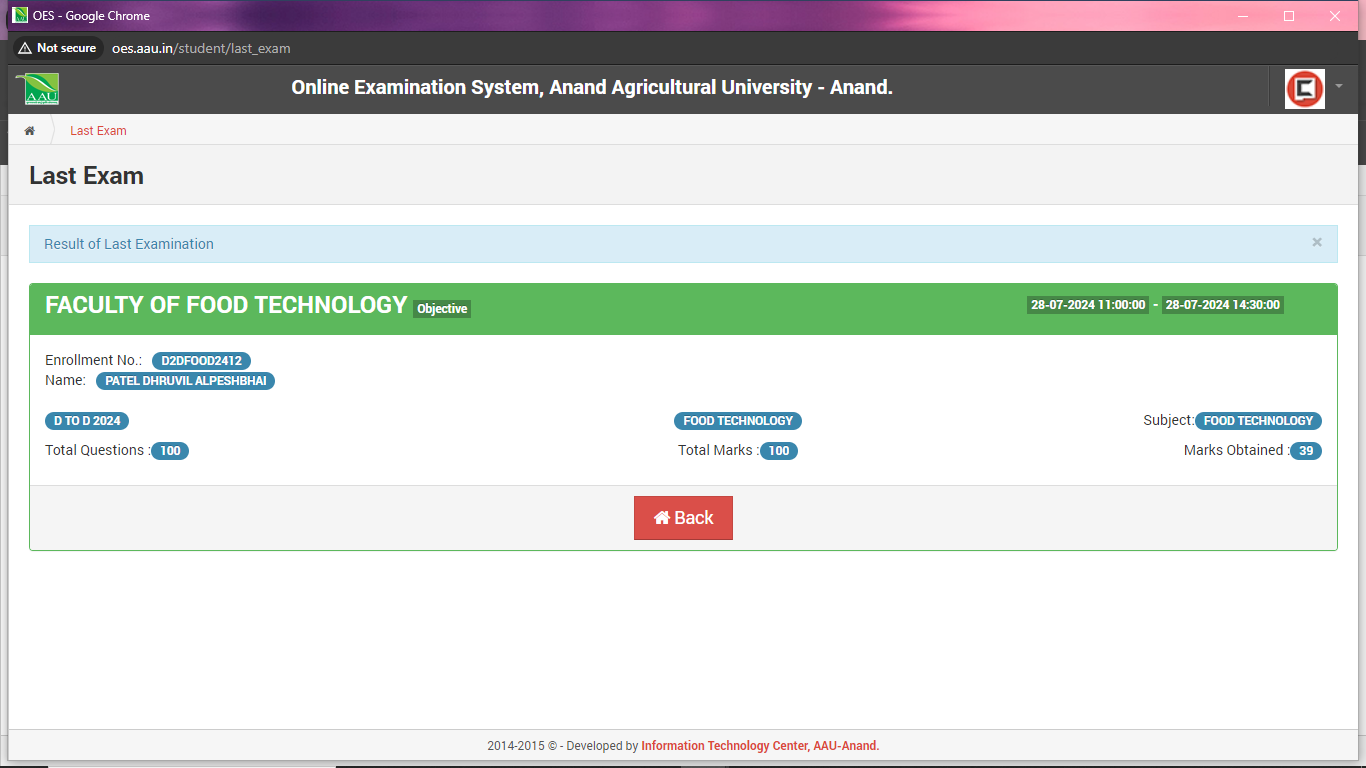 OES - Google Chrome
Not secure oes.aau.in/student/last_exam
AAU Online Examination System, Anand Agricultural University - Anand.
Last Exam
Last Exam
Result of Last Examination ×
FACULTY OF FOOD TECHNOLOGY Objective 28-07-2024 11:00:00 - 28-07-2024 14:30:00
Enrollment No.: D2DFOOD2412
Name: PATEL DHRUVIL ALPESHBHAI
D TO D 2024 FOOD TECHNOLOGY Subject: FOOD TECHNOLOGY
Total Questions : 100 Total Marks : 100 Marks Obtained : 39
Back
2014-2015 © - Developed by Information Technology Center, AAU-Anand.